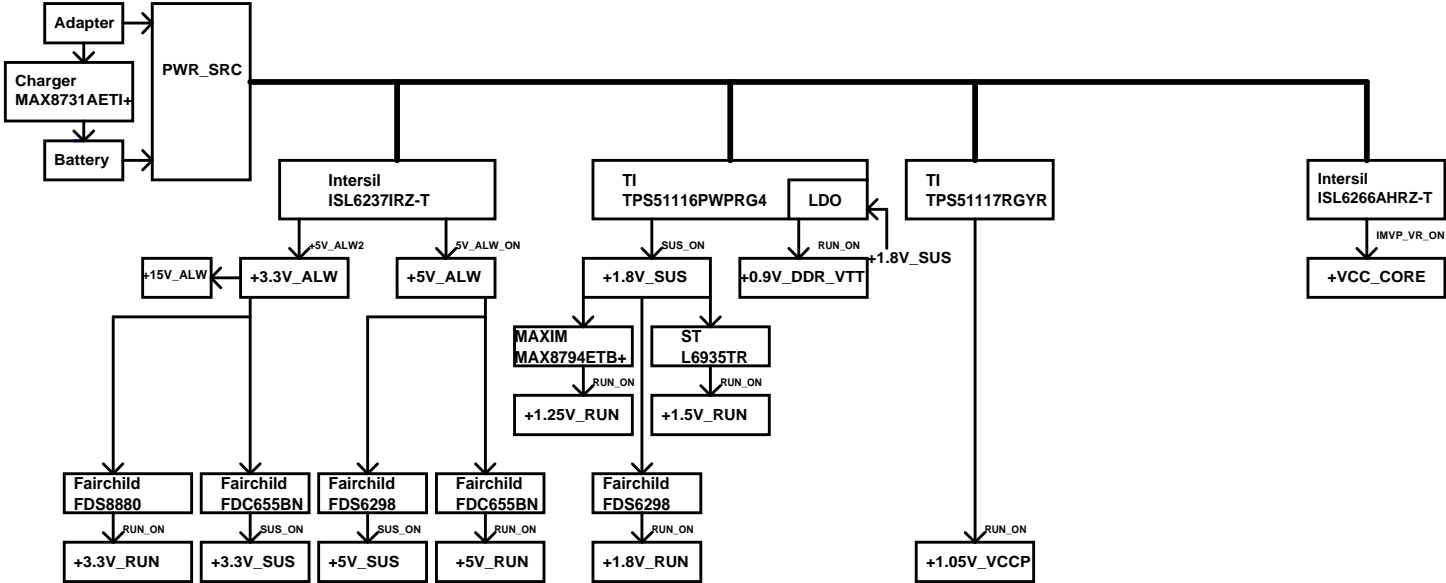 Adapter
PWR_SRC
Charger
MAX8731AETI+
Battery
Intersil
ISL6237IRZ-T
TI
TPS51116PWPRG4
LDO
TI
TPS51117RGYR
Intersil
ISL6266AHRZ-T
+5V_ALW2
5V_ALW_ON
SUS_ON
RUN_ON
+1.8V_SUS
IMVP_VR_ON
+15V_ALW
+3.3V_ALW
+5V_ALW
+1.8V_SUS
+0.9V_DDR_VTT
+VCC_CORE
MAXIM
MAX8794ETB+
ST
L6935TR
RUN_ON
RUN_ON
+1.25V_RUN
+1.5V_RUN
Fairchild
FDS8880
Fairchild
FDC655BN
Fairchild
FDS6298
Fairchild
FDC655BN
Fairchild
FDS6298
RUN_ON
SUS_ON
SUS_ON
RUN_ON
RUN_ON
RUN_ON
+3.3V_RUN
+3.3V_SUS
+5V_SUS
+5V_RUN
+1.8V_RUN
+1.05V_VCCP